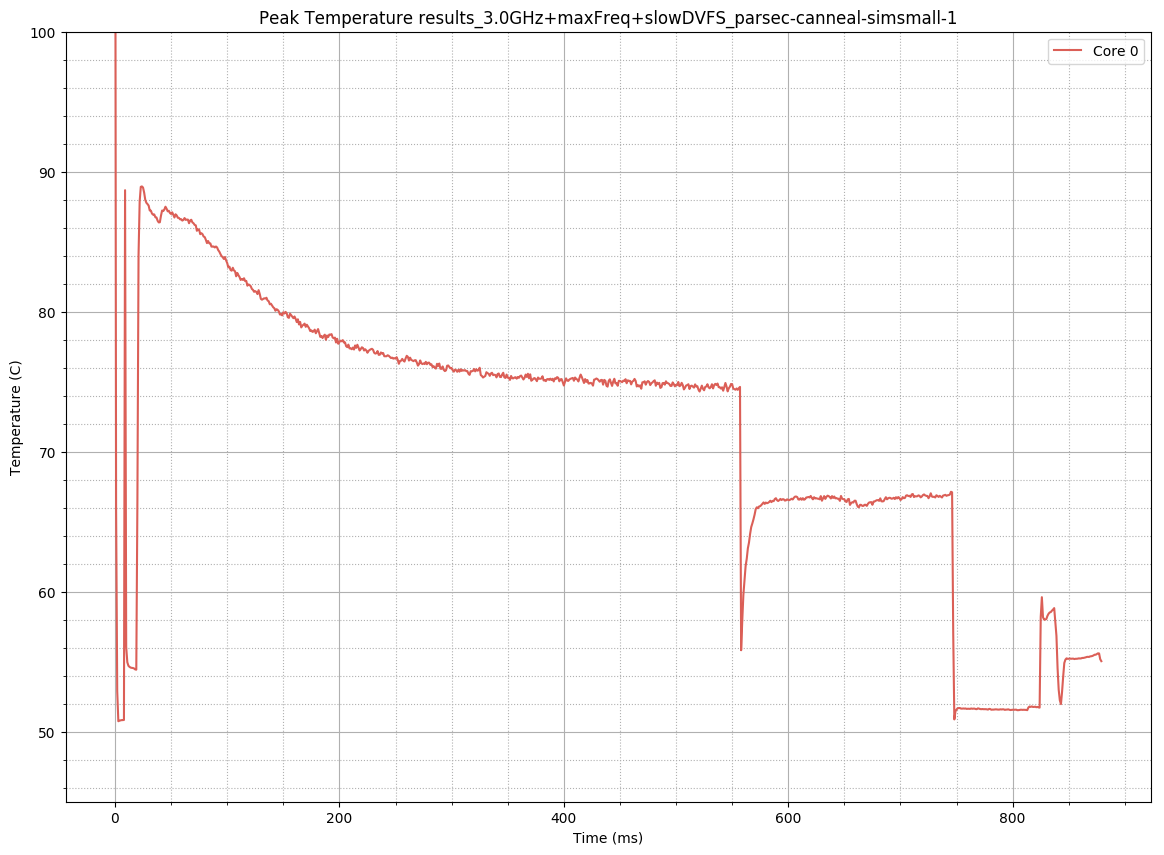 Peak Temperature results_3.0GHz+maxFreq+slowDVFS_parsec-canneal-simsmall-1
Core 0
100
90
80
70
60
50
Temperature (C)
0 200 400 600 800
Time (ms)